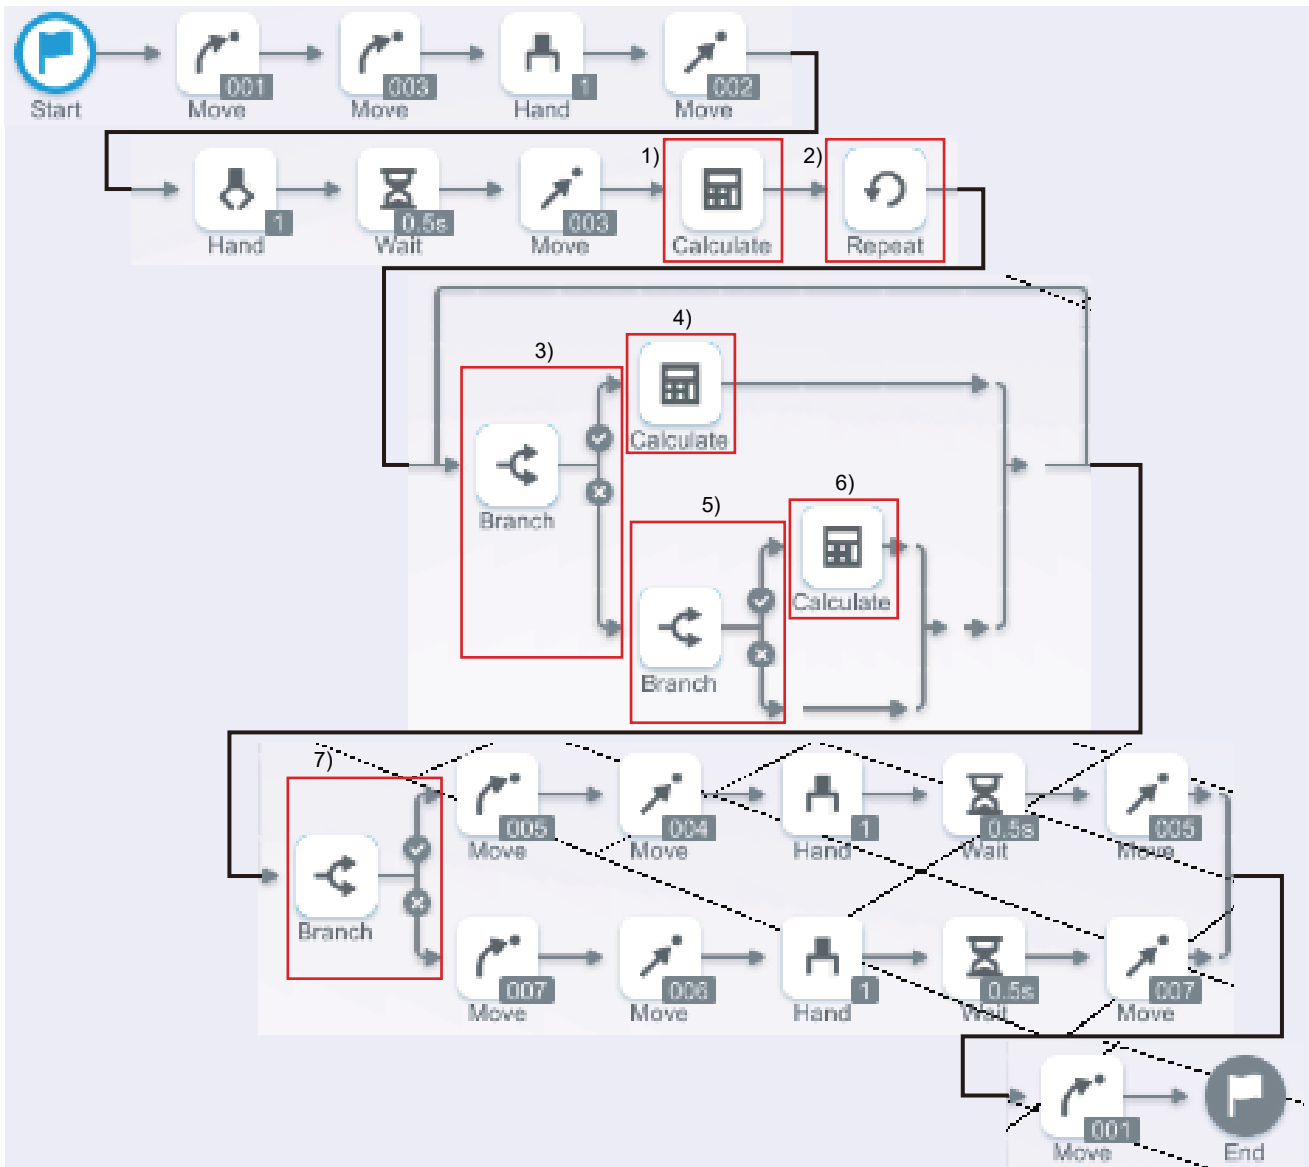 001
003
1
002
Start
Move
Move
Hand
Move
1)
2)
1
0.5s
003
Hand
Wait
Move
Calculate
Repeat
4)
3)
Calculate
6)
5)
Branch
Calculate
Branch
7)
005
004
1
0.5s
005
Move
Move
Hand
Wait
Move
Branch
007
006
1
0.5s
007
Move
Move
Hand
Wait
Move
001
Move
End